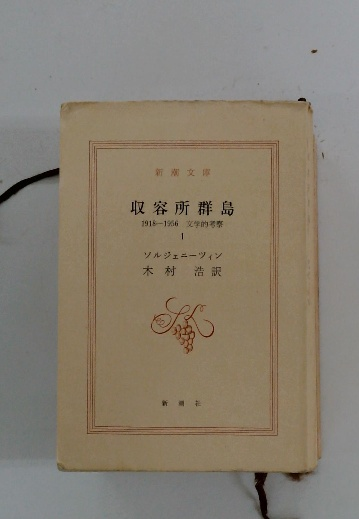 新潮文庫
収容所群島
1918—1956 文学的考察
1
ソルジェニーツィン
木村 浩訳
新潮社